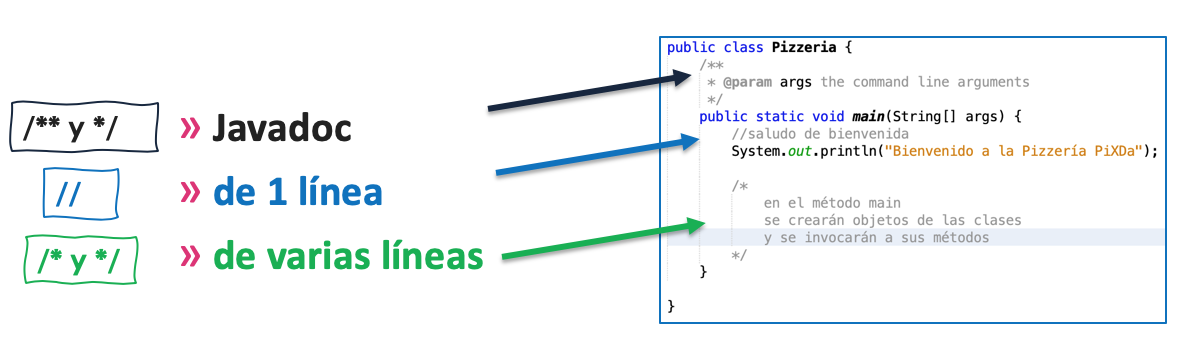 /** y */ » Javadoc
// » de 1 línea
/* y */ » de varias líneas
public class Pizzeria {
/**
* @param args the command line arguments
*/
public static void main(String[] args) {
//saludo de bienvenida
System.out.println("Bienvenido a la Pizzería PiXDa");
/*
en el método main
se crearán objetos de las clases
y se invocarán a sus métodos
*/
}
}